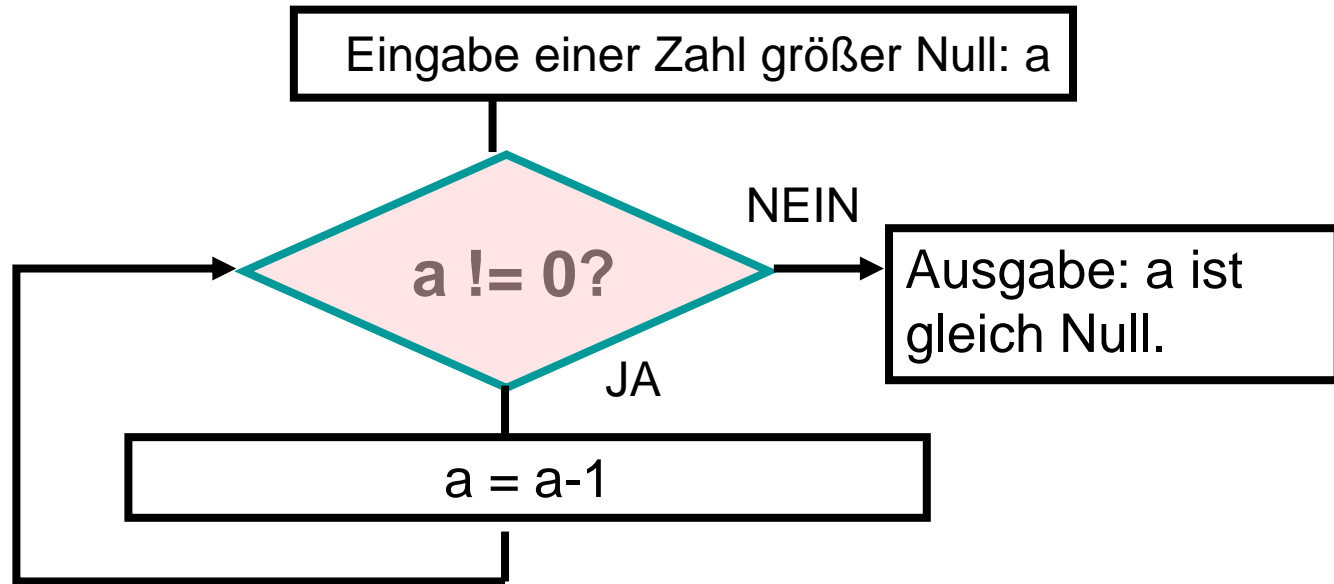 Eingabe einer Zahl größer Null: a
NEIN
a != 0?
Ausgabe: a ist
gleich Null.
JA
a = a-1